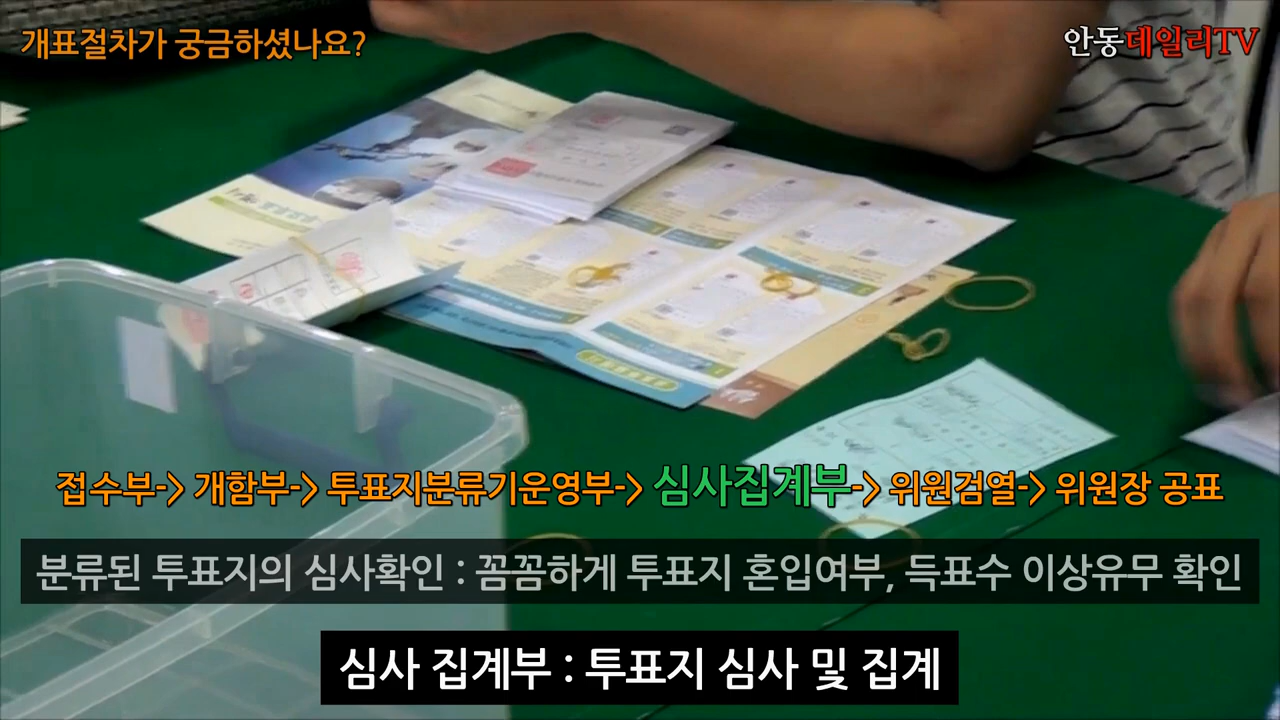 개표절차가 궁금하셨나요?
안동데일리TV
접수부-> 개함부-> 투표지분류기운영부-> 심사집계부-> 위원검열-> 위원장 공표
분류된 투표지의 심사확인 : 꼼꼼하게 투표지 혼입여부, 득표수 이상유무 확인
심사 집계부 : 투표지 심사 및 집계